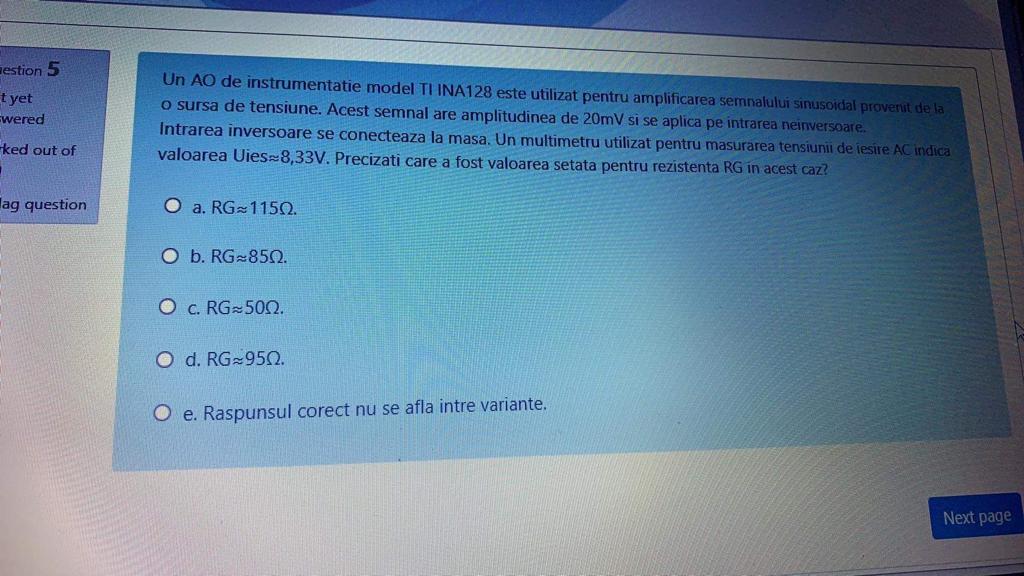 estion 5
t yet
wered
rked out of
ag question
Un AO de instrumentatie model TI INA128 este utilizat pentru amplificarea semnalului sinusoidal provenit de la
o sursa de tensiune. Acest semnal are amplitudinea de 20mV si se aplica pe intrarea neinversoare.
Intrarea inversoare se conecteaza la masa. Un multimetru utilizat pentru masurarea tensiunii de iesire AC indica
valoarea Uies≈8,33V. Precizati care a fost valoarea setata pentru rezistenta RG in acest caz?
a. RG≈115Ω.
b. RG≈85Ω.
c. RG≈50Ω.
d. RG≈95Ω.
e. Raspunsul corect nu se afla intre variante.
Next page